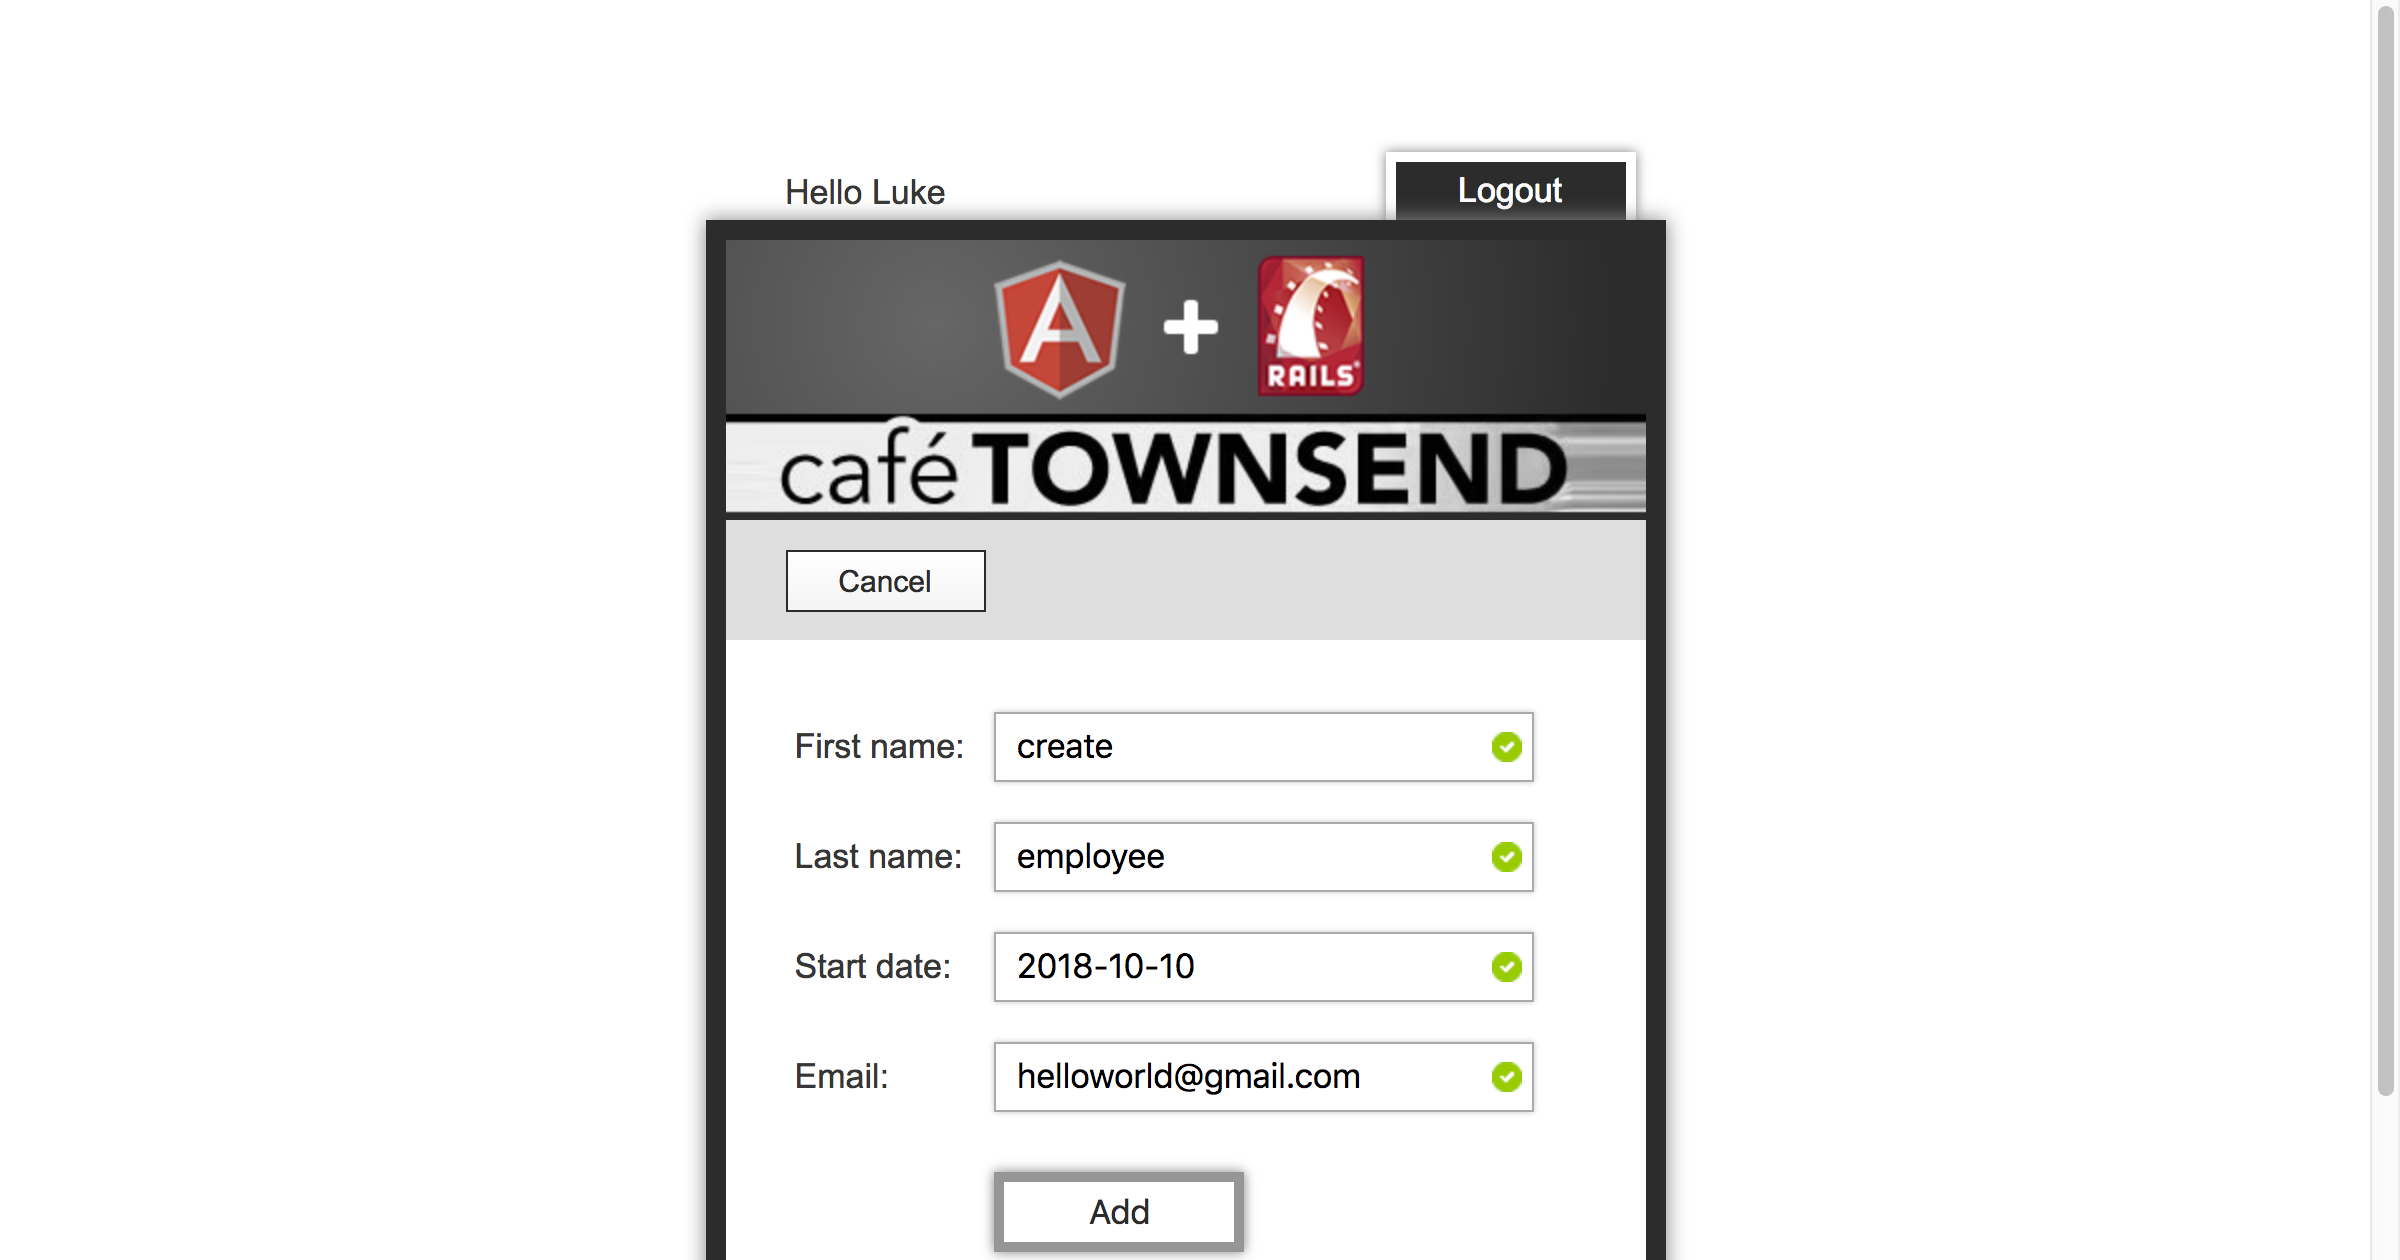 Hello Luke
Logout
RAILS
café TOWNSEND
Cancel
First name: create
Last name: employee
Start date: 2018-10-10
Email: helloworld@gmail.com
Add